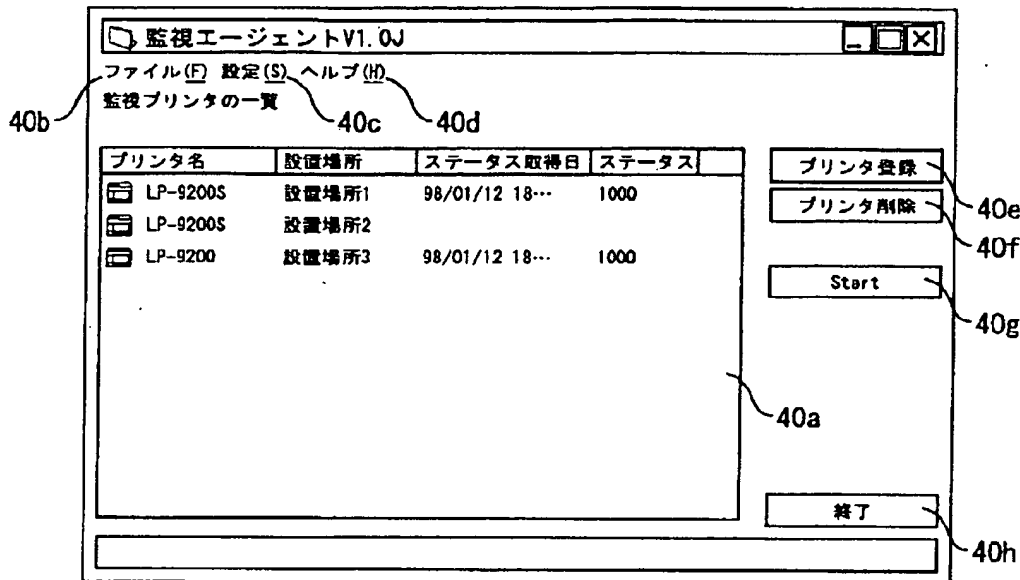 監視エージェントV1.0J
ファイル(F) 設定(S) ヘルプ(H)
監視プリンタの一覧
40b
40c
40d
プリンタ名 設置場所 ステータス取得日 ステータス
LP-9200S 設置場所1 98/01/12 18… 1000
LP-9200S 設置場所2
LP-9200 設置場所3 98/01/12 18… 1000
プリンタ登録
40e
プリンタ削除
40f
Start
40g
40a
終了
40h